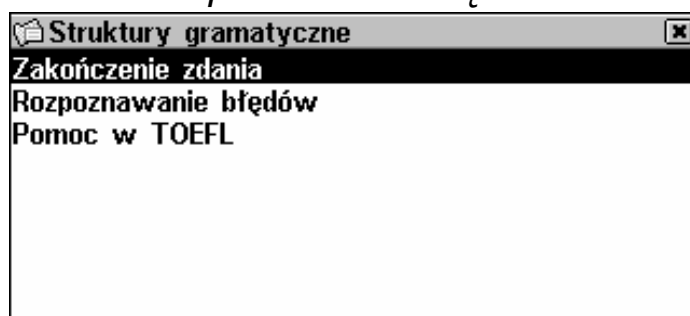 Struktury gramatyczne
Zakończenie zdania
Rozpoznawanie błędów
Pomoc w TOEFL